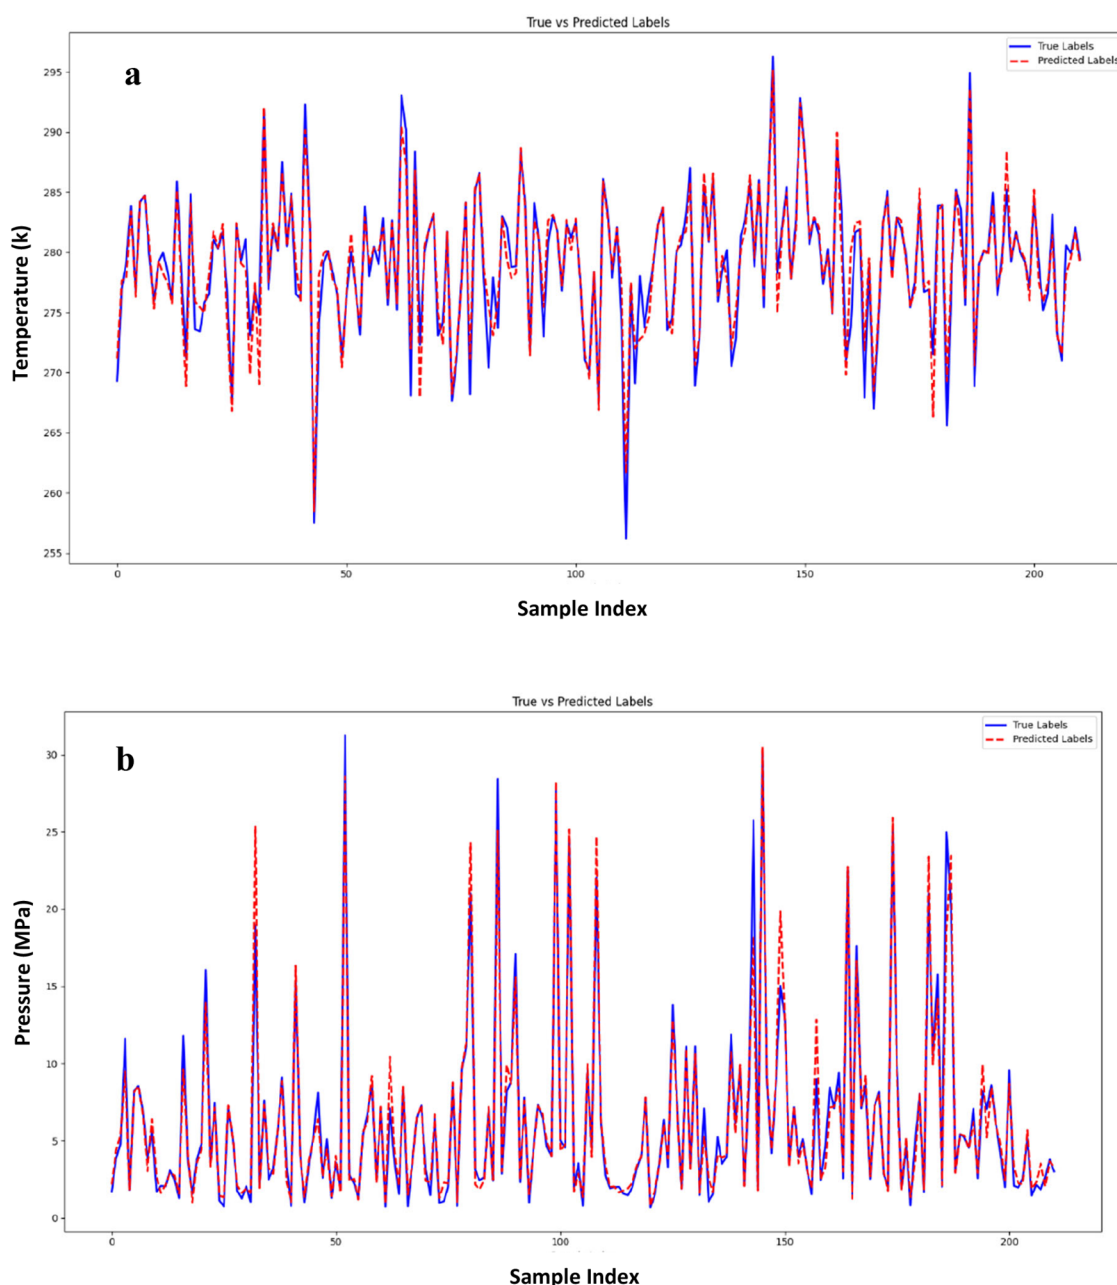 True vs Predicted Labels
a
True Labels
Predicted Labels
295
290
285
280
275
270
265
260
255
Temperature (k)
0
50
100
150
200
Sample Index
True vs Predicted Labels
b
True Labels
Predicted Labels
30
25
20
15
10
5
0
Pressure (MPa)
0
50
100
150
200
Sample Index